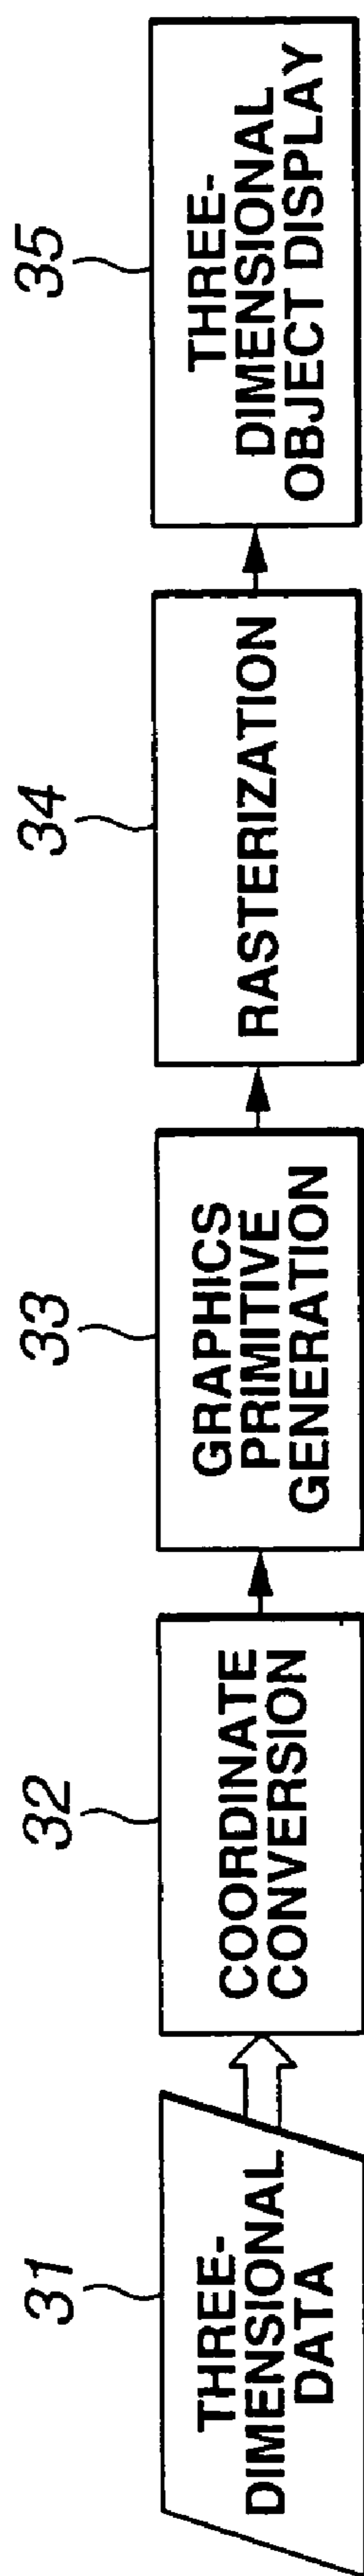 31
THREE-
DIMENSIONAL
DATA
32
COORDINATE
CONVERSION
33
GRAPHICS
PRIMITIVE
GENERATION
34
RASTERIZATION
35
THREE-
DIMENSIONAL
OBJECT DISPLAY